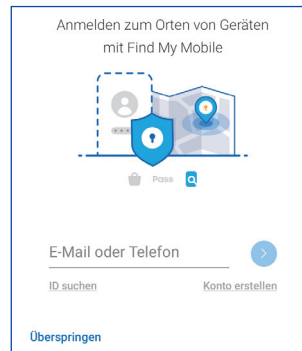 Anmelden zum Orten von Geräten
mit Find My Mobile
Pass
E-Mail oder Telefon
ID suchen Konto erstellen
Überspringen